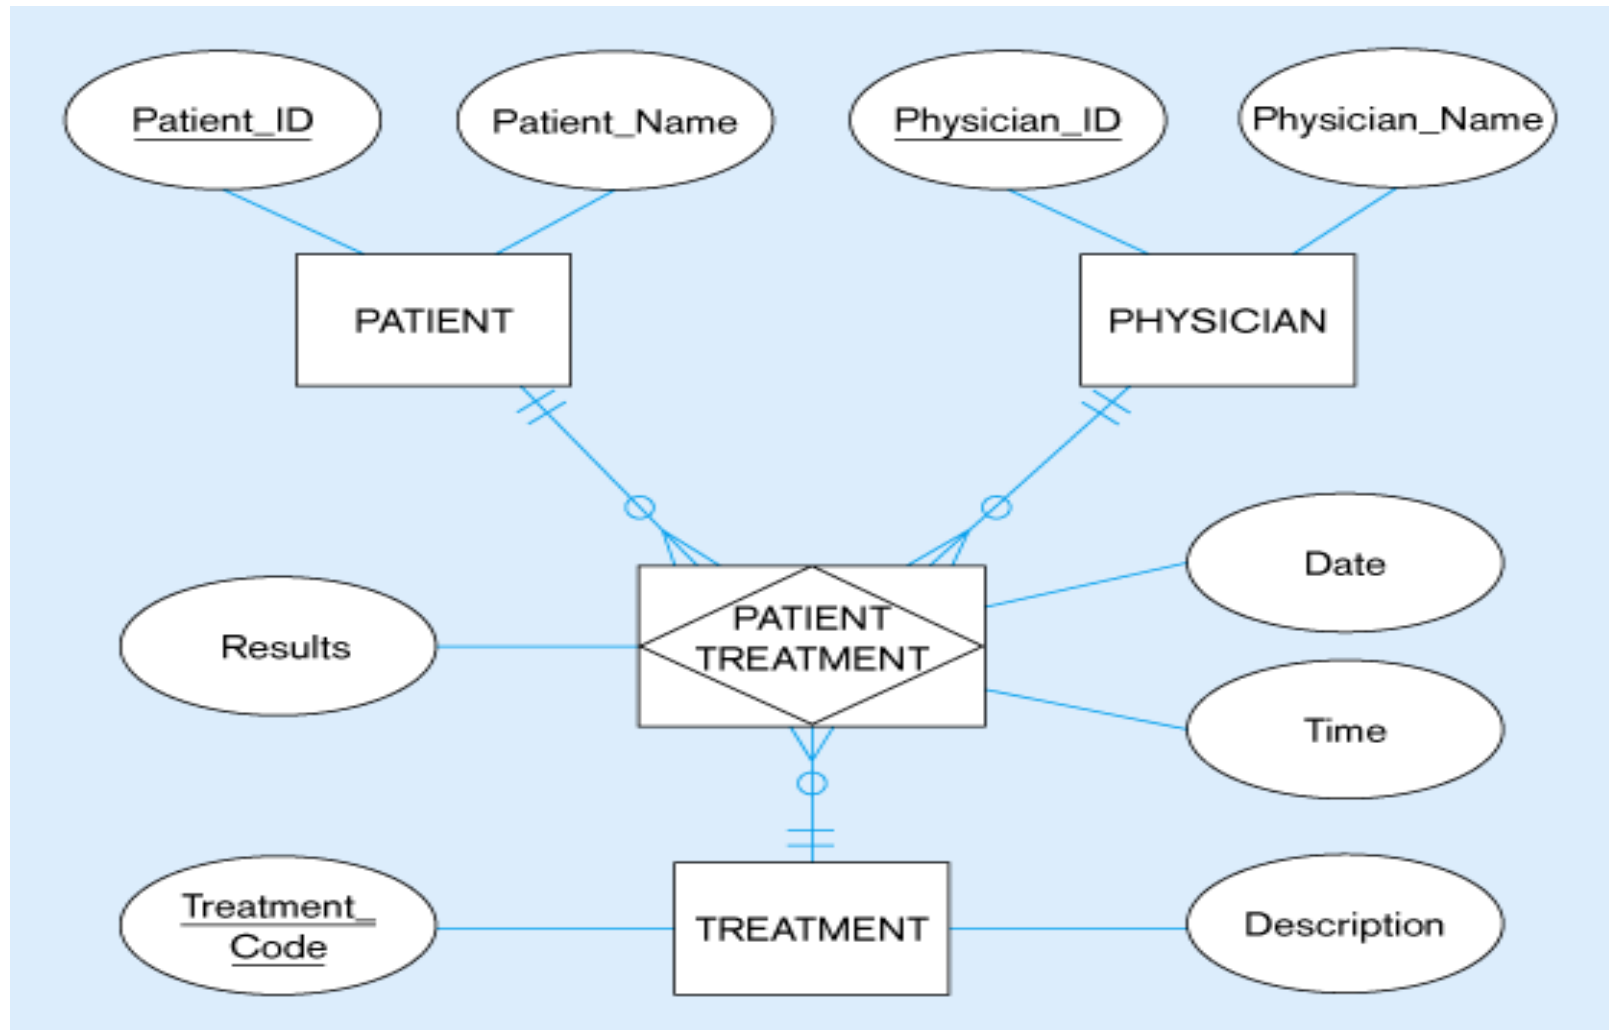 Patient_ID
Patient_Name
Physician_ID
Physician_Name
PATIENT
PHYSICIAN
Date
Results
PATIENT
TREATMENT
Time
Treatment_
Code
TREATMENT
Description